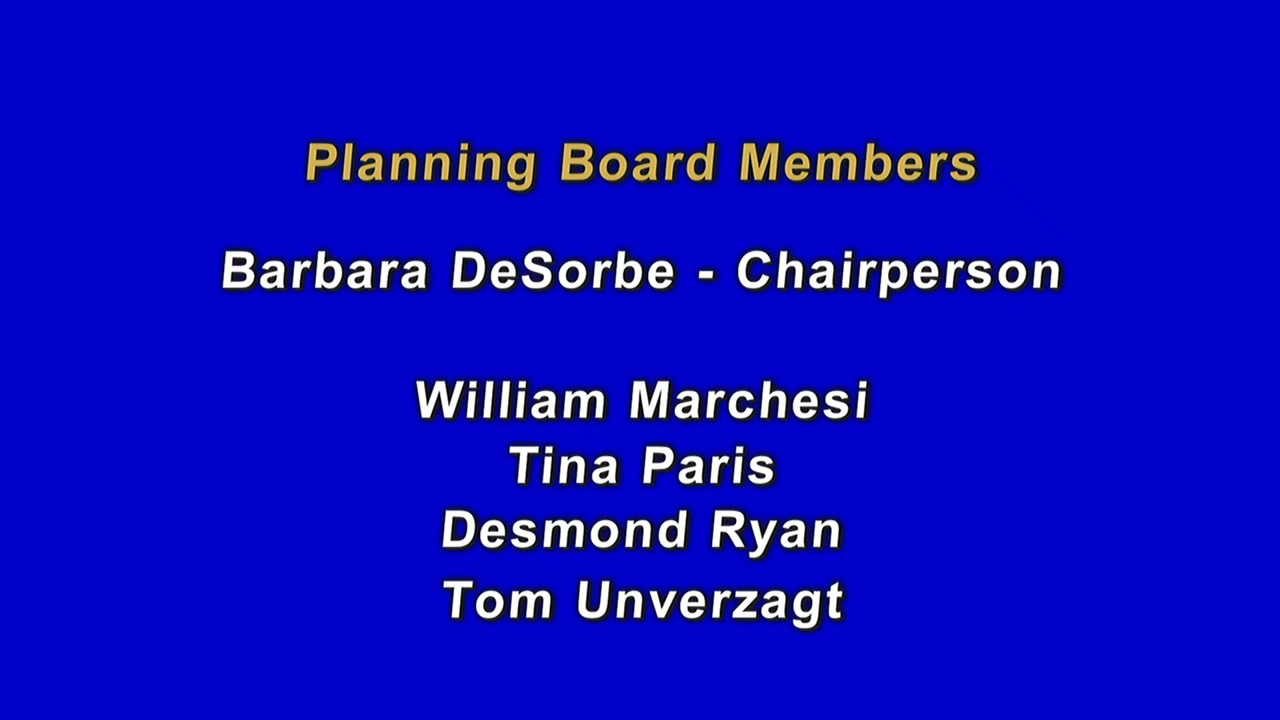 Planning Board Members
Barbara DeSorbe - Chairperson
William Marchesi
Tina Paris
Desmond Ryan
Tom Unverzagt